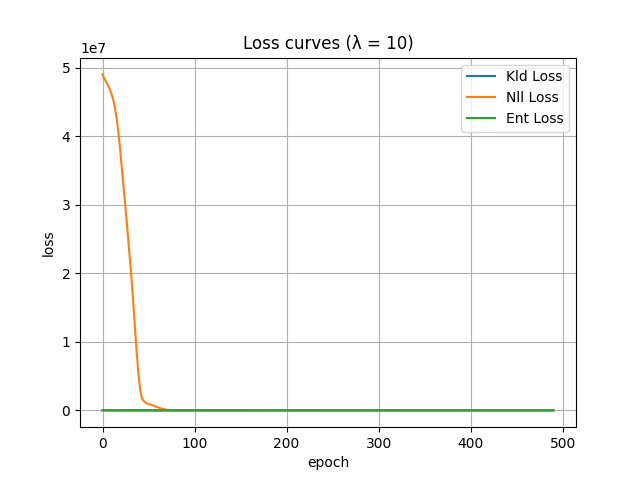 Loss curves (λ = 10)
1e7
5
4
3
2
1
0
0 100 200 300 400 500
loss
epoch
Kld Loss
Nll Loss
Ent Loss